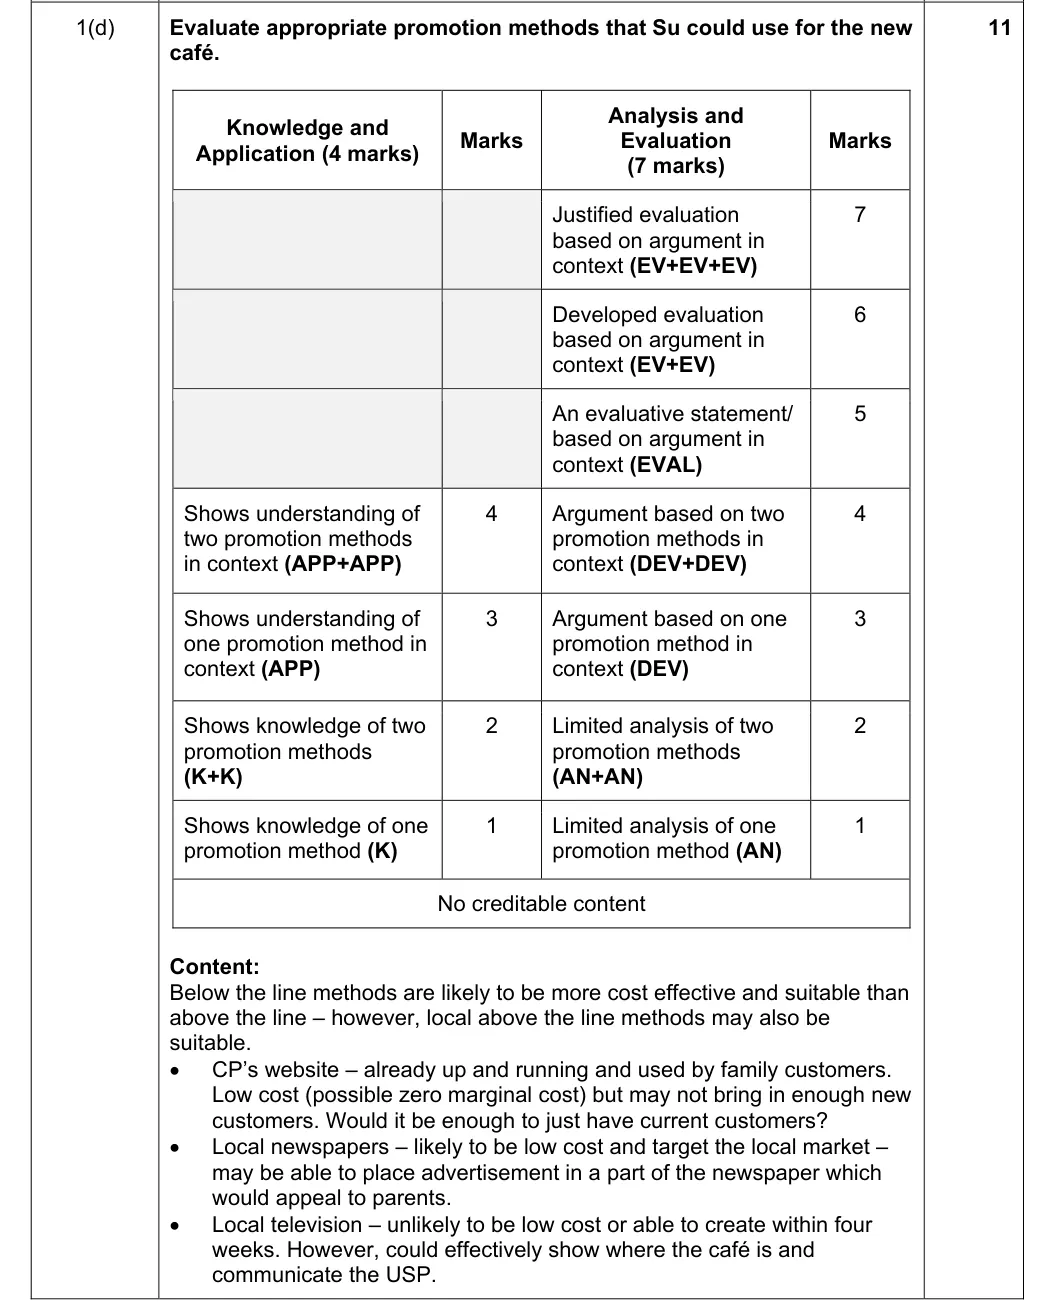 1(d)
Evaluate appropriate promotion methods that Su could use for the new
café.
11
Knowledge and
Application (4 marks)
Marks
Analysis and
Evaluation
(7 marks)
Marks
Justified evaluation
based on argument in
context (EV+EV+EV)
7
Developed evaluation
based on argument in
context (EV+EV)
6
An evaluative statement/
based on argument in
context (EVAL)
5
Shows understanding of
two promotion methods
in context (APP+APP)
4
Argument based on two
promotion methods in
context (DEV+DEV)
4
Shows understanding of
one promotion method in
context (APP)
3
Argument based on one
promotion method in
context (DEV)
3
Shows knowledge of two
promotion methods
(K+K)
2
Limited analysis of two
promotion methods
(AN+AN)
2
Shows knowledge of one
promotion method (K)
1
Limited analysis of one
promotion method (AN)
1
No creditable content
Content:
Below the line methods are likely to be more cost effective and suitable than
above the line – however, local above the line methods may also be
suitable.
• CP’s website – already up and running and used by family customers.
Low cost (possible zero marginal cost) but may not bring in enough new
customers. Would it be enough to just have current customers?
• Local newspapers – likely to be low cost and target the local market –
may be able to place advertisement in a part of the newspaper which
would appeal to parents.
• Local television – unlikely to be low cost or able to create within four
weeks. However, could effectively show where the café is and
communicate the USP.